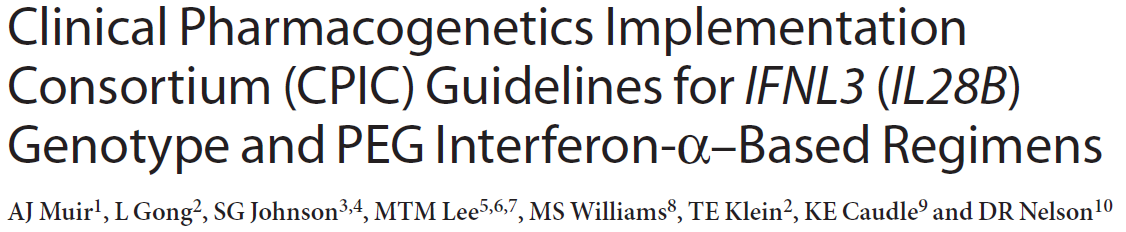 Clinical Pharmacogenetics Implementation
Consortium (CPIC) Guidelines for IFNL3 (IL28B)
Genotype and PEG Interferon-α–Based Regimens
AJ Muir1, L Gong2, SG Johnson3,4, MTM Lee5,6,7, MS Williams8, TE Klein2, KE Caudle9 and DR Nelson10